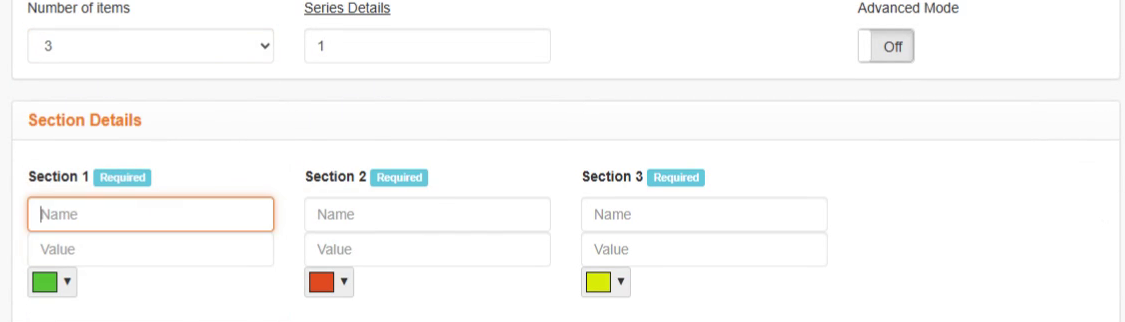 Number of items
Series Details
Advanced Mode
3
1
Off
Section Details
Section 1 Required
Section 2 Required
Section 3 Required
Name
Name
Name
Value
Value
Value